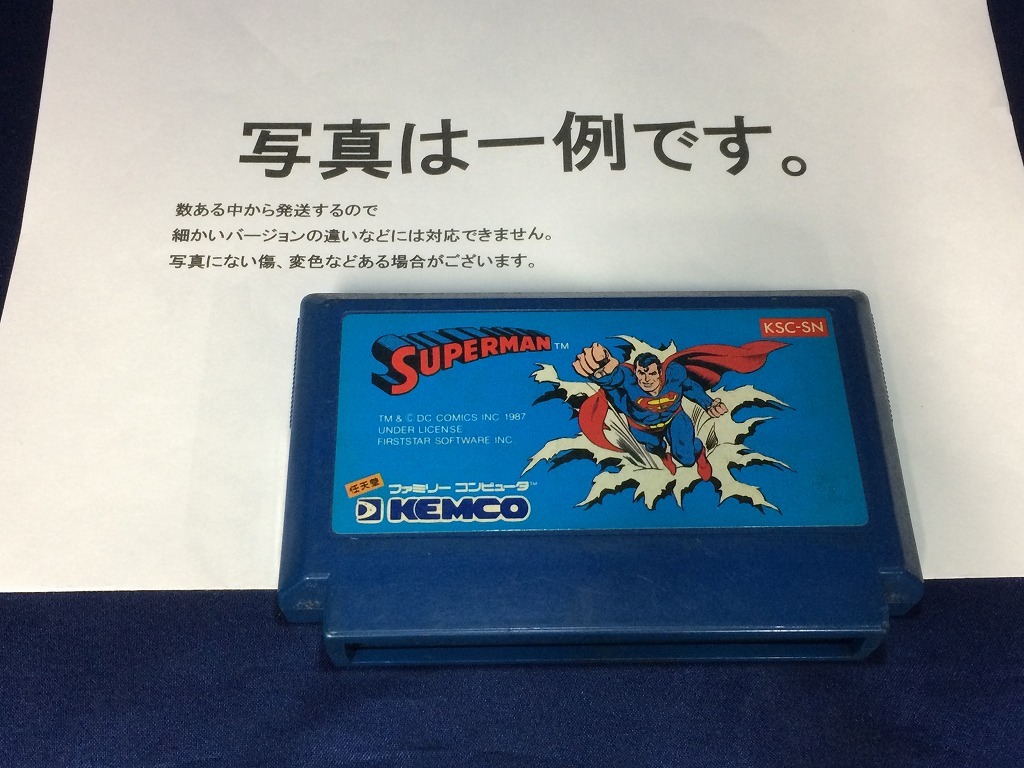 写真は一例です。
数ある中から発送するので
細かいバージョンの違いなどには対応できません。
写真にない傷、変色などある場合がございます。
SUPERMAN TM
KSC-SN
TM & © DC COMICS INC 1987
UNDER LICENSE
FIRSTSTAR SOFTWARE INC.
任天堂 ファミリー コンピュータ TM
KEMCO